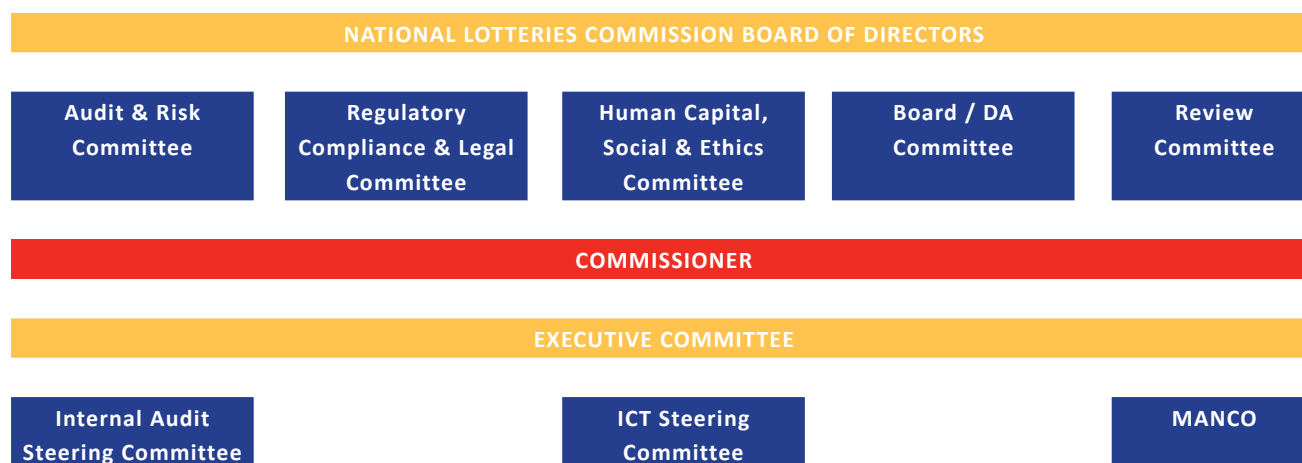 NATIONAL LOTTERIES COMMISSION BOARD OF DIRECTORS
Audit & Risk
Committee
Regulatory
Compliance & Legal
Committee
Human Capital,
Social & Ethics
Committee
Board / DA
Committee
Review
Committee
COMMISSIONER
EXECUTIVE COMMITTEE
Internal Audit
Steering Committee
ICT Steering
Committee
MANCO